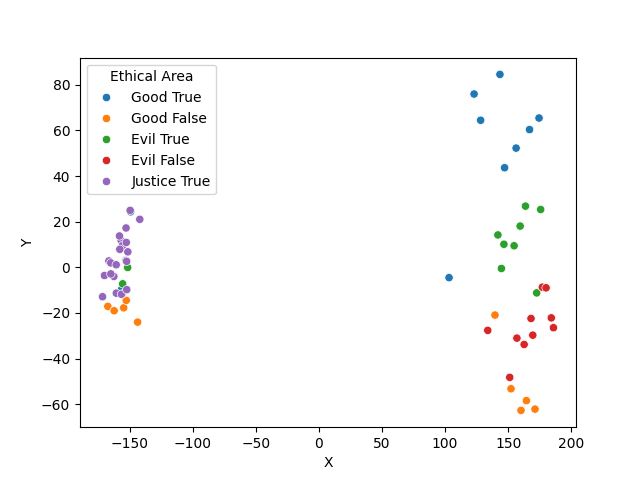 Ethical Area
Good True
Good False
Evil True
Evil False
Justice True
80
60
40
20
0
−20
−40
−60
Y
−150 −100 −50 0 50 100 150 200
X